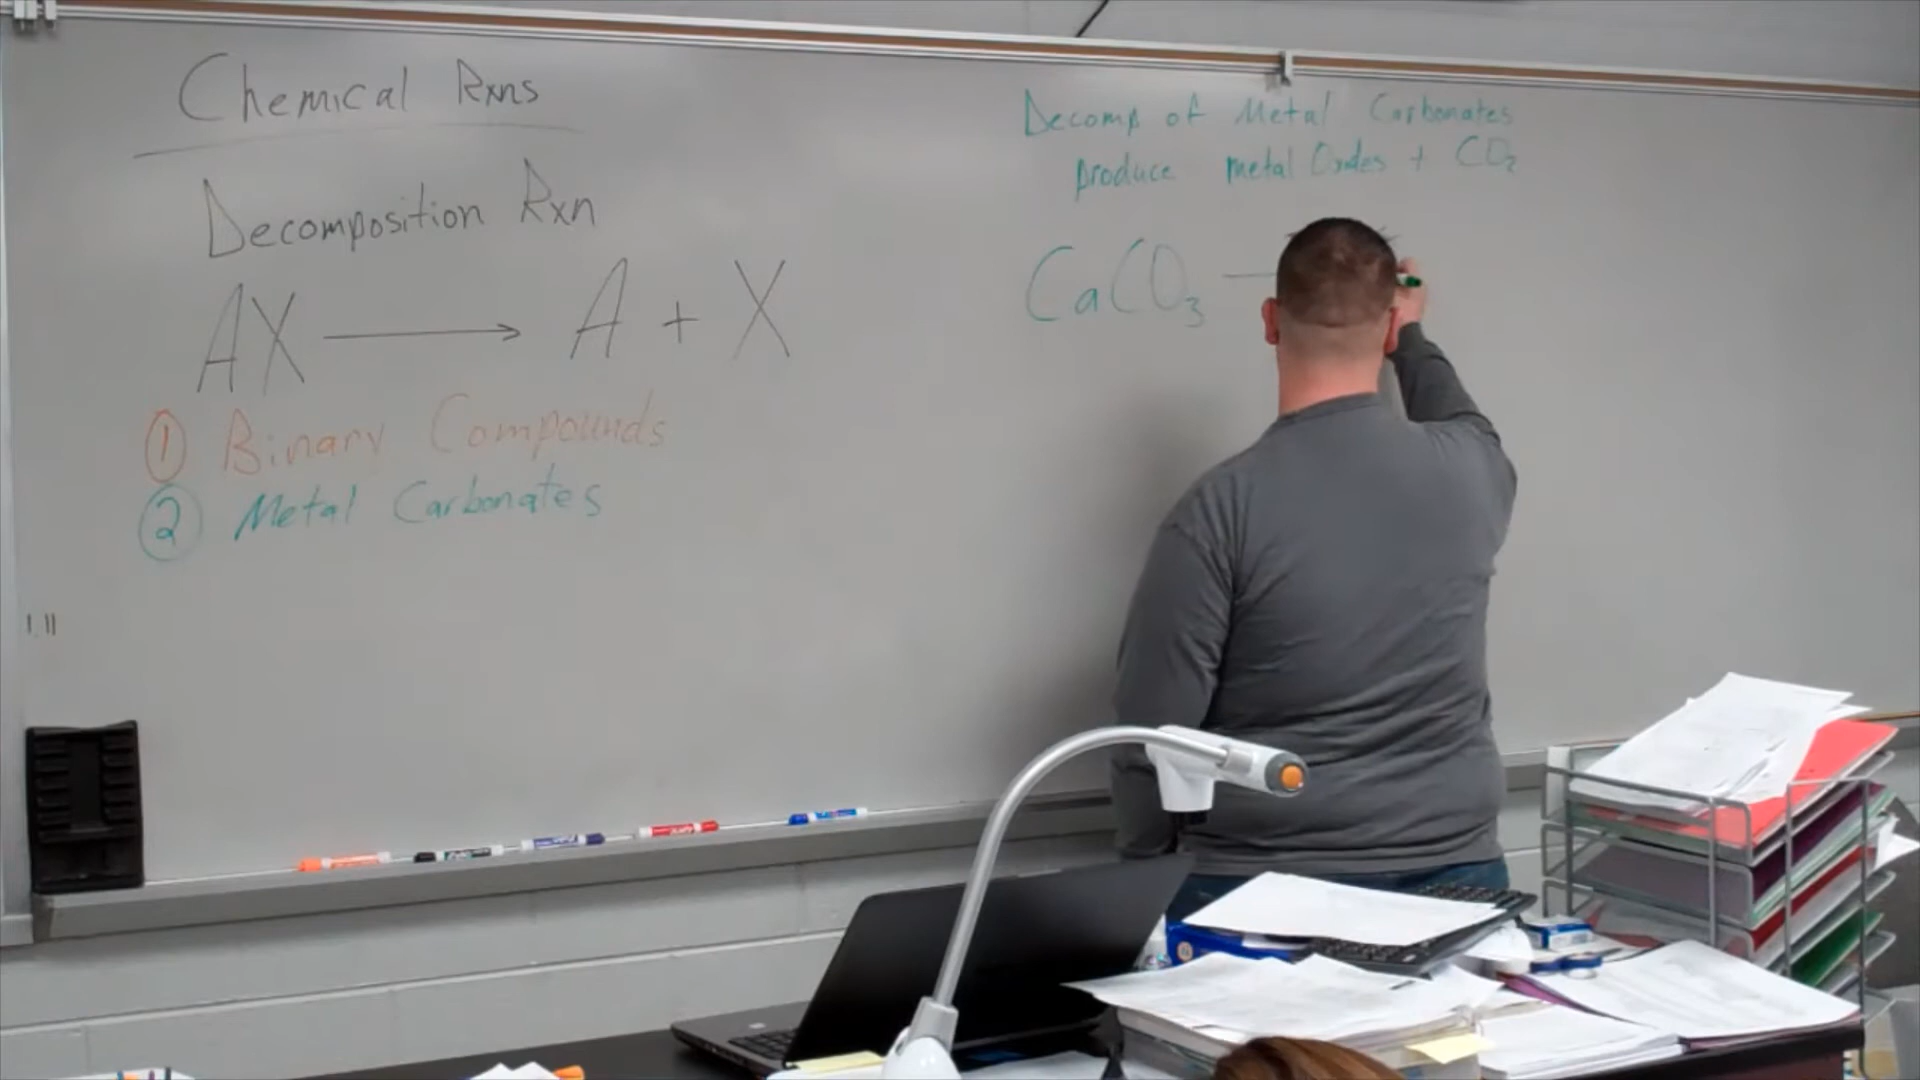 Chemical Rxns
Decomposition Rxn
AX → A + X
① Binary Compounds
② Metal Carbonates
Decomp of Metal Carbonates
produce metal Oxides + CO₂
CaCO₃ —